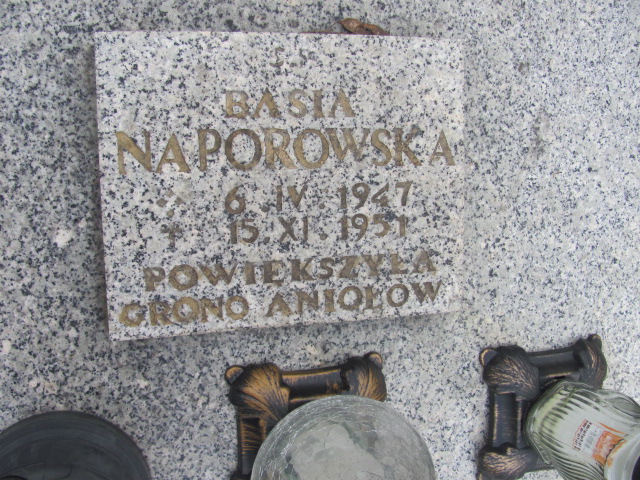 BASIA
NAPOROWSKA
* 6. IV 1947
† 15. XI 1951
POWIĘKSZYŁA
GRONO ANIOŁÓW